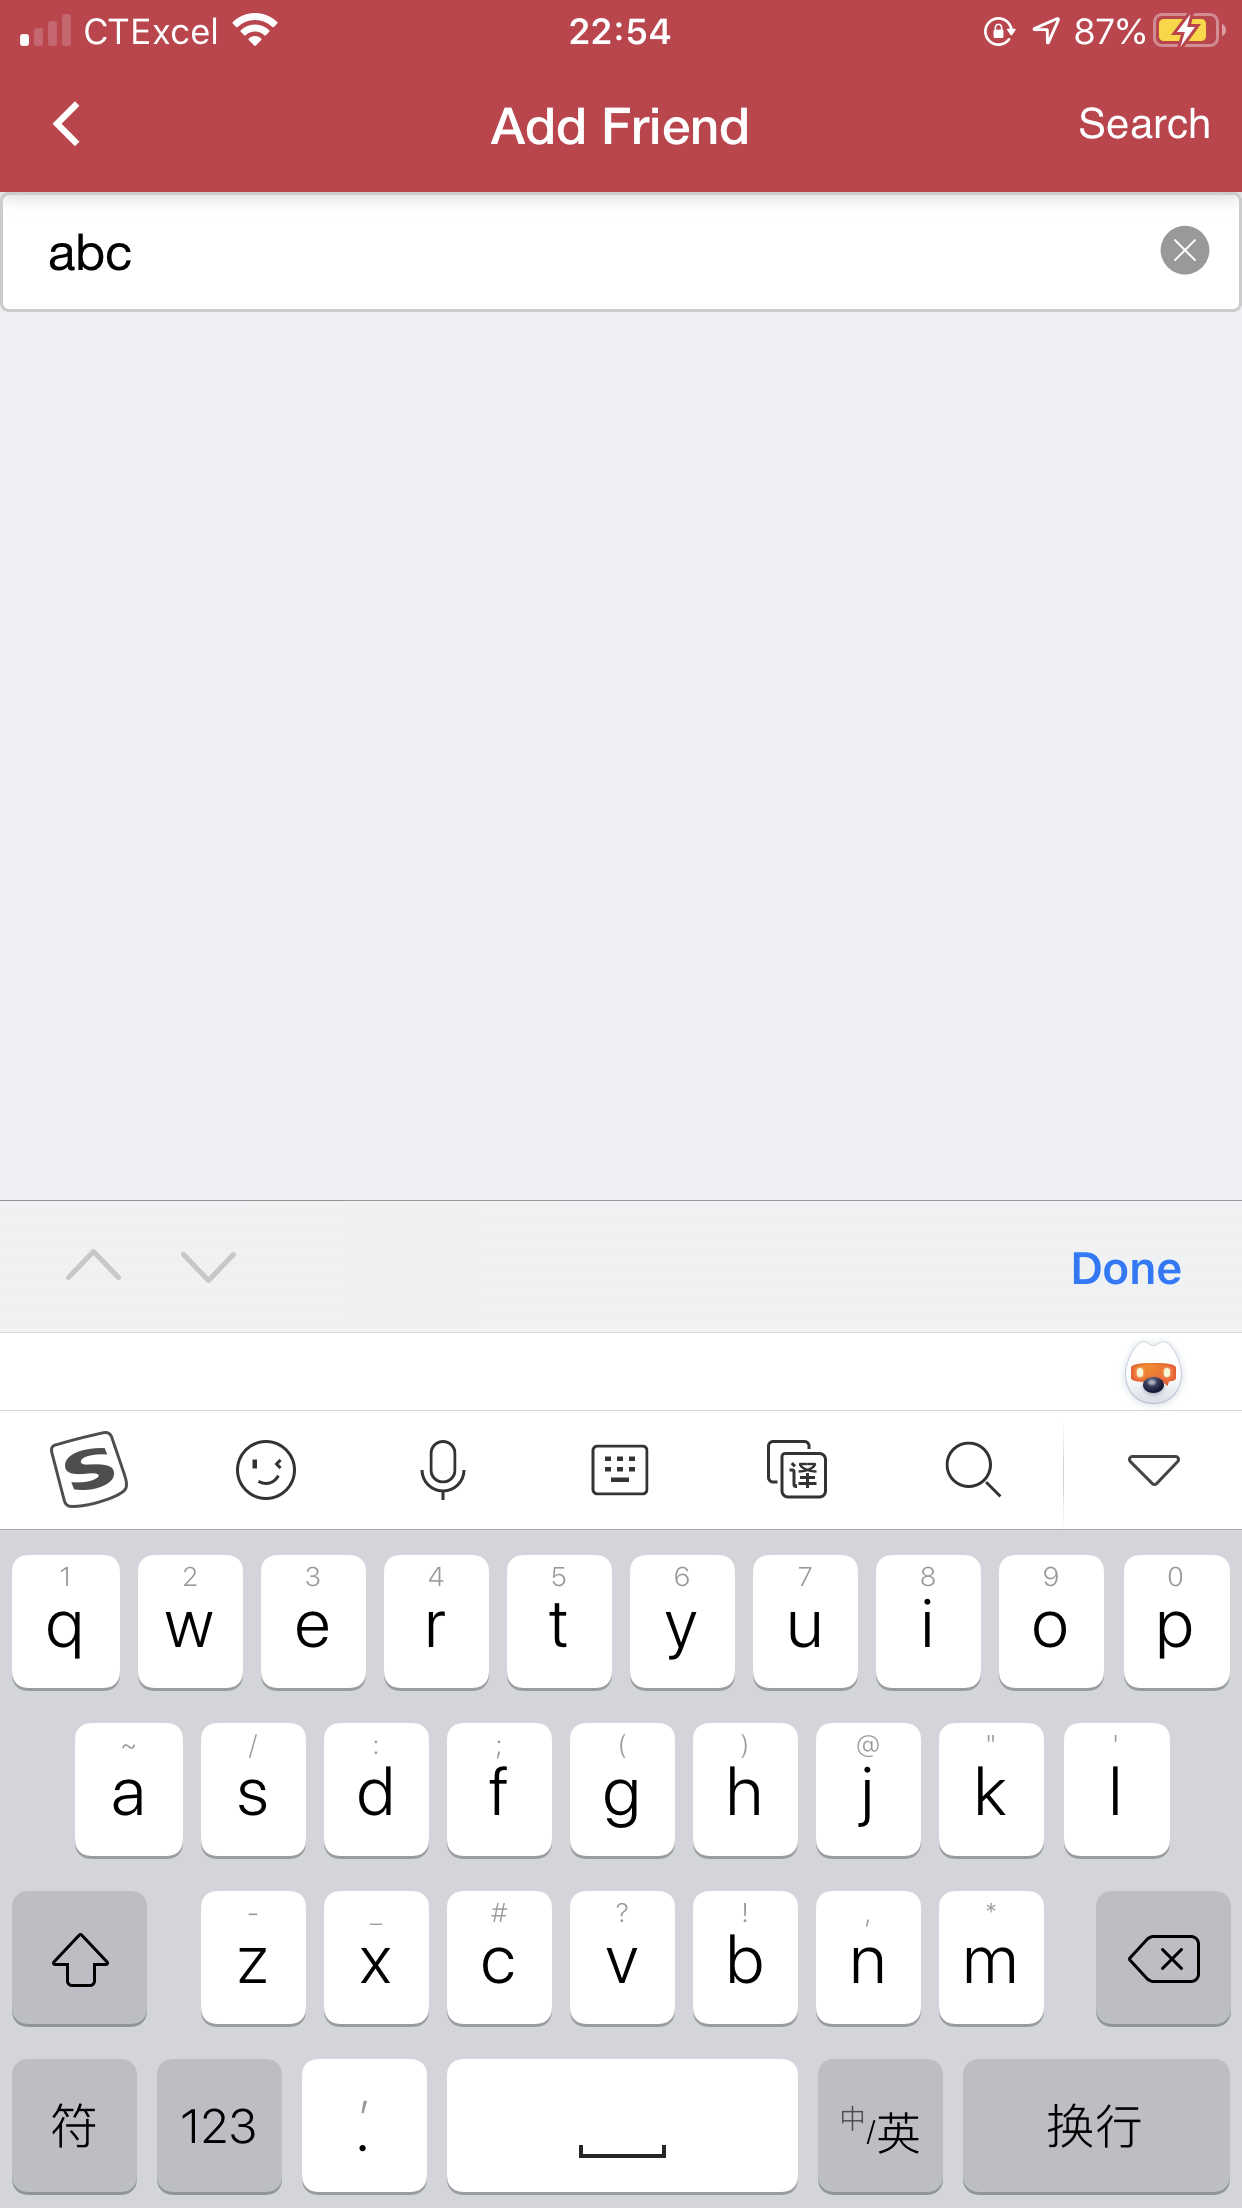 CTExcel 22:54 87%
Add Friend Search
abc
Done
S 译
1 2 3 4 5 6 7 8 9 0
q w e r t y u i o p
~ / : ; ( ) @ " '
a s d f g h j k l
- _ # ? ! , *
z x c v b n m
符 123 , . 中/英 换行